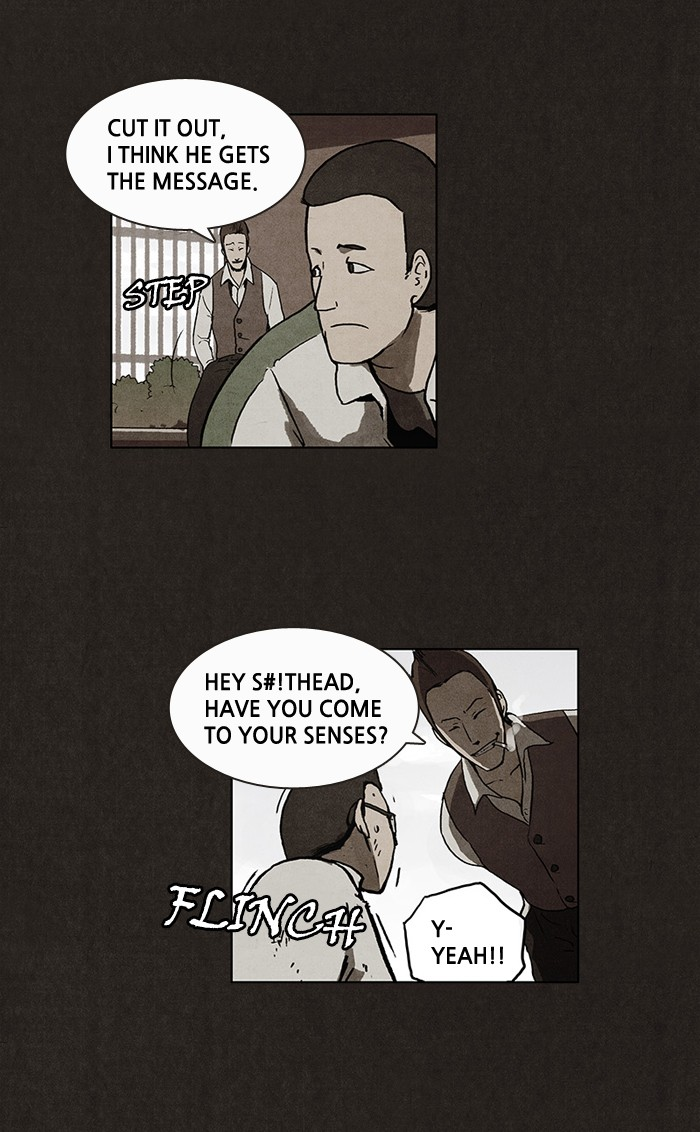 CUT IT OUT,
I THINK HE GETS
THE MESSAGE.
STEP
HEY S#!THEAD,
HAVE YOU COME
TO YOUR SENSES?
FLINCH
Y-
YEAH!!